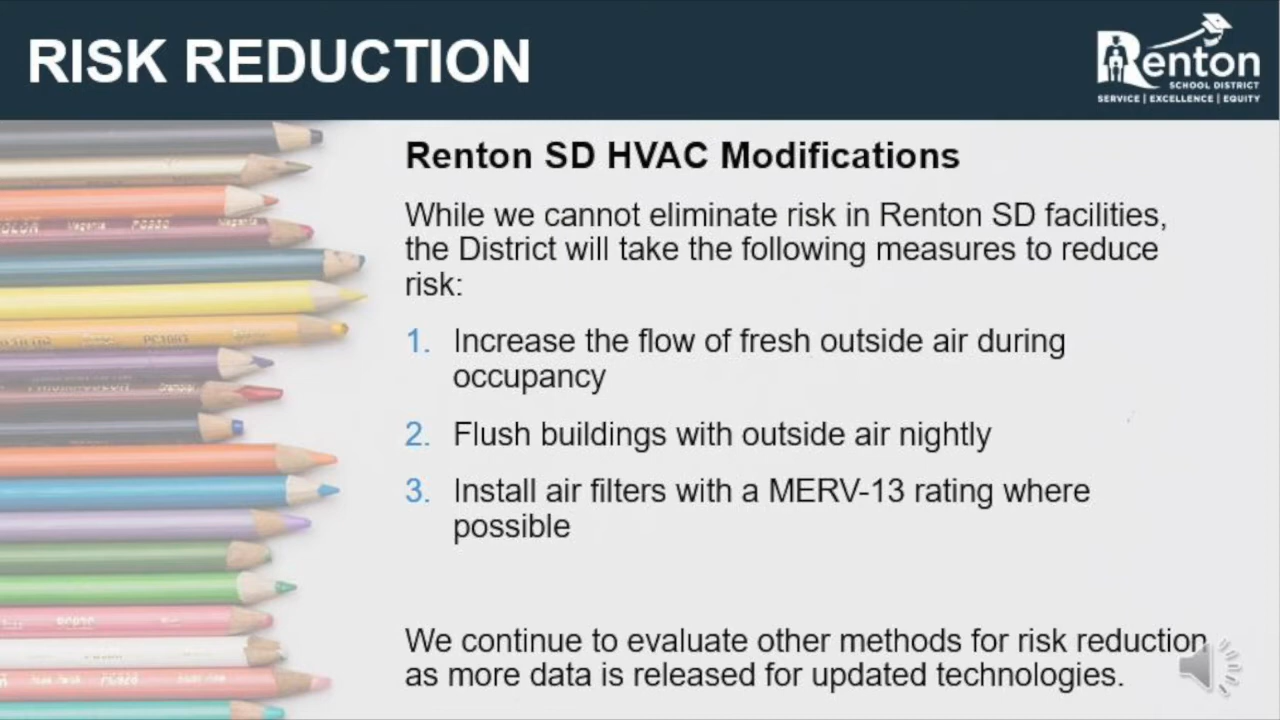 RISK REDUCTION
Renton
SCHOOL DISTRICT
SERVICE | EXCELLENCE | EQUITY
Renton SD HVAC Modifications
While we cannot eliminate risk in Renton SD facilities,
the District will take the following measures to reduce
risk:
1. Increase the flow of fresh outside air during
occupancy
2. Flush buildings with outside air nightly
3. Install air filters with a MERV-13 rating where
possible
We continue to evaluate other methods for risk reduction
as more data is released for updated technologies.
Magenta
Magenta